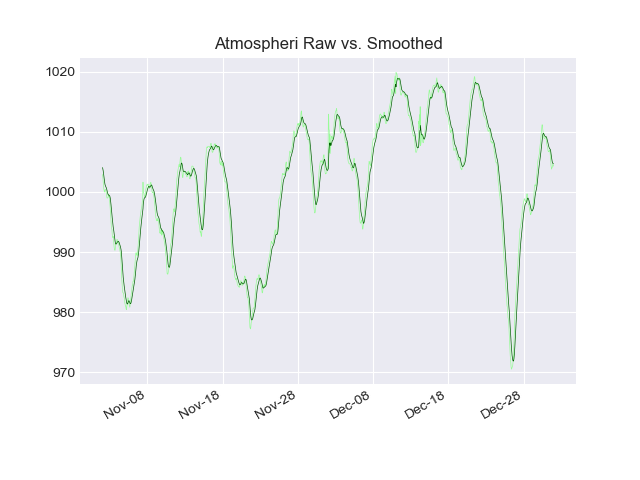 Atmospheri Raw vs. Smoothed
1020
1010
1000
990
980
970
Nov-08
Nov-18
Nov-28
Dec-08
Dec-18
Dec-28